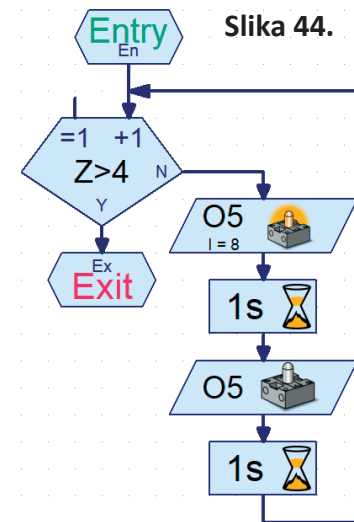 Entry
En
Slika 44.
=1 +1
Z>4
N
Y
Ex
Exit
O5
I = 8
1s
O5
1s